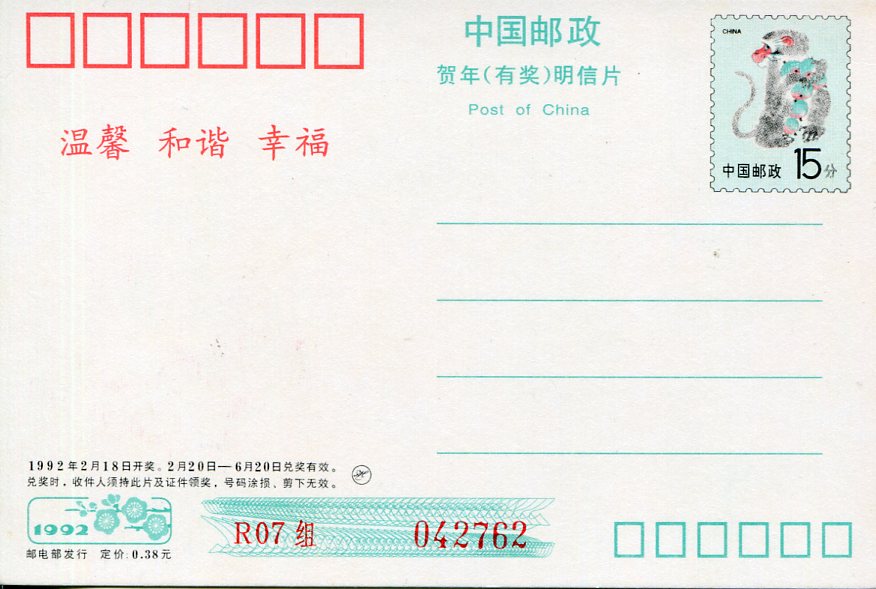 中国邮政
贺年(有奖)明信片
Post of China
CHINA
中国邮政 15分
温馨 和谐 幸福
1992年2月18日开奖。2月20日—6月20日兑奖有效。
兑奖时，收件人须持此片及证件领奖，号码涂损、剪下无效。
1992
R07组 042762
邮电部发行 定价:0.38元